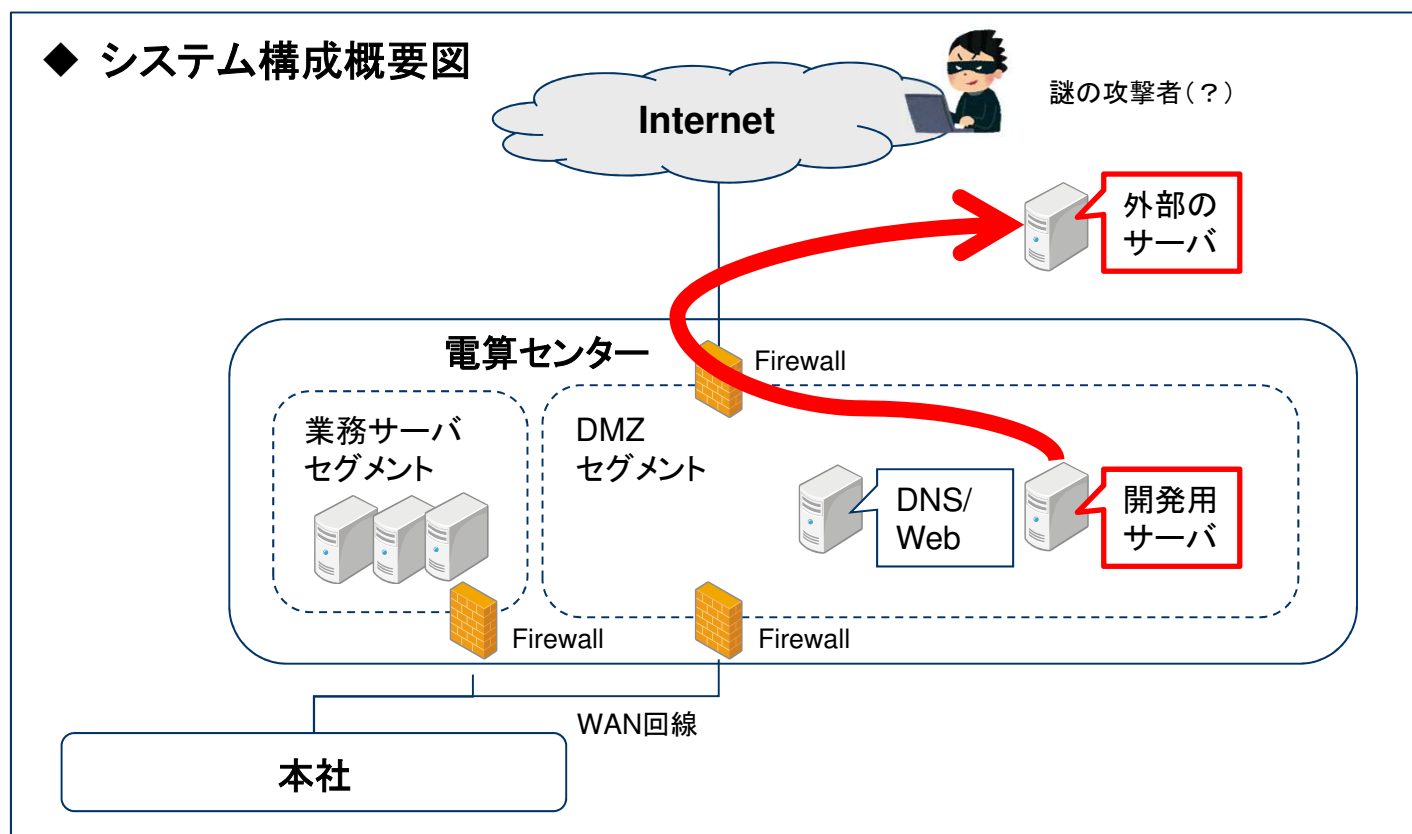 ◆ システム構成概要図
Internet
謎の攻撃者(？)
外部の
サーバ
電算センター
Firewall
業務サーバ
セグメント
DMZ
セグメント
DNS/
Web
開発用
サーバ
Firewall
Firewall
WAN回線
本社